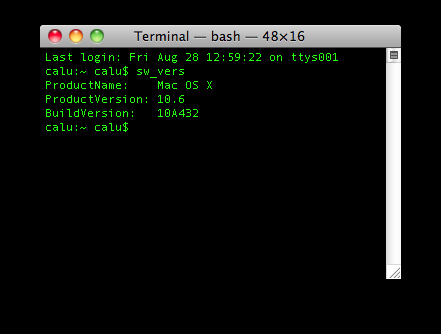 Terminal — bash — 48×16
Last login: Fri Aug 28 12:59:22 on ttys001
calu:~ calu$ sw_vers
ProductName:    Mac OS X
ProductVersion: 10.6
BuildVersion:   10A432
calu:~ calu$